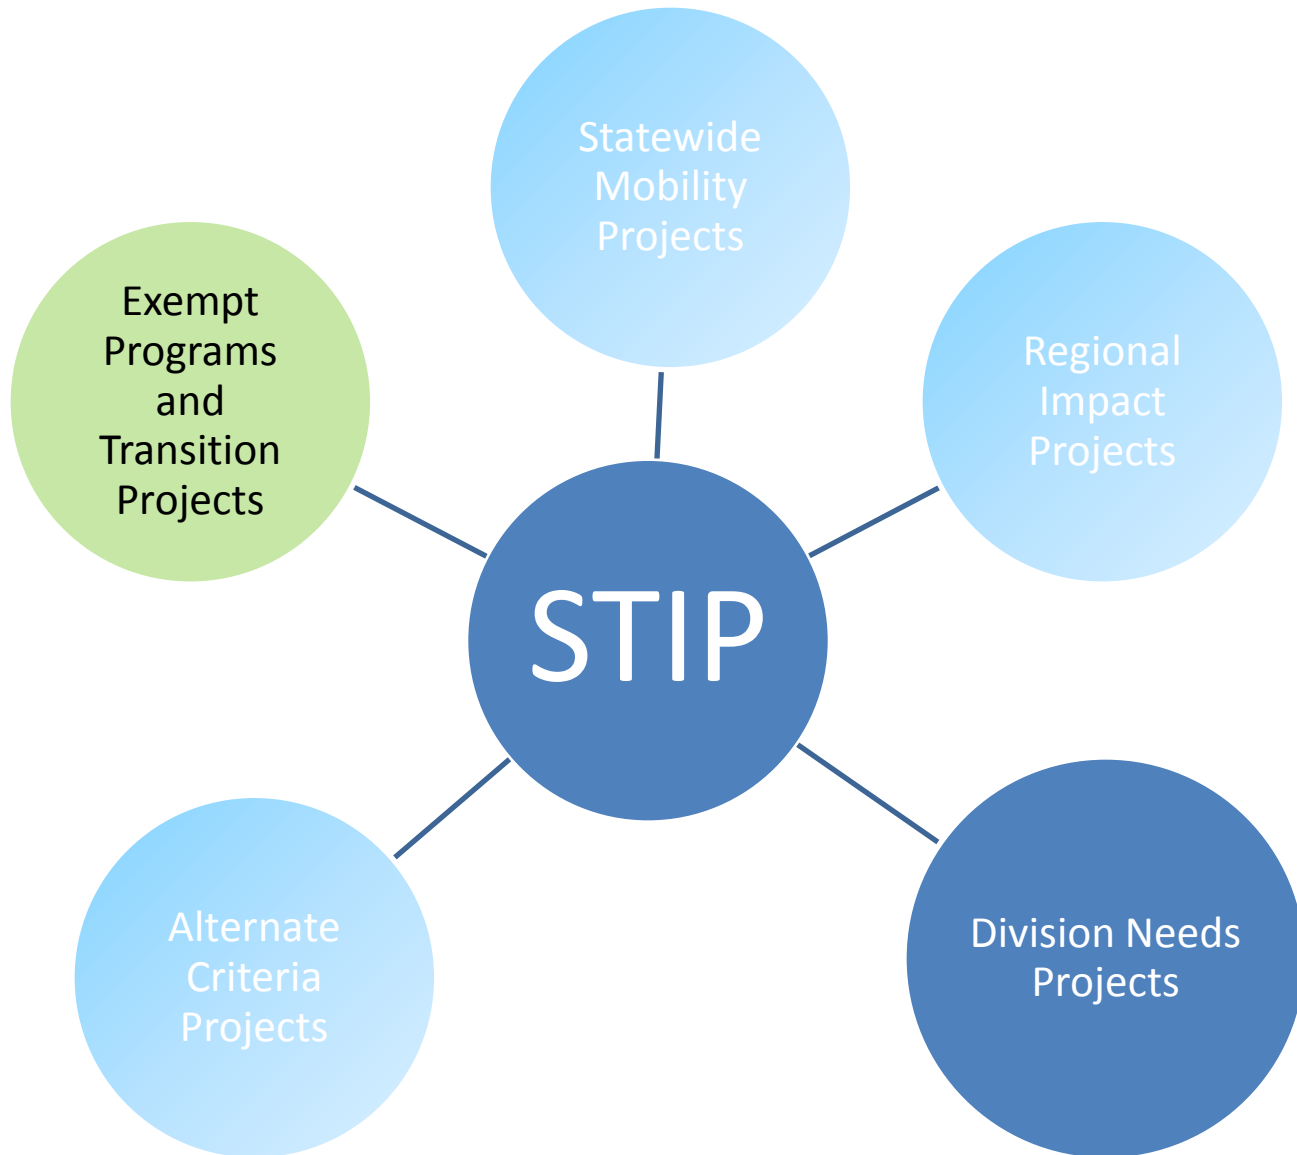 Statewide
Mobility
Projects
Exempt
Programs
and
Transition
Projects
Regional
Impact
Projects
STIP
Alternate
Criteria
Projects
Division Needs
Projects